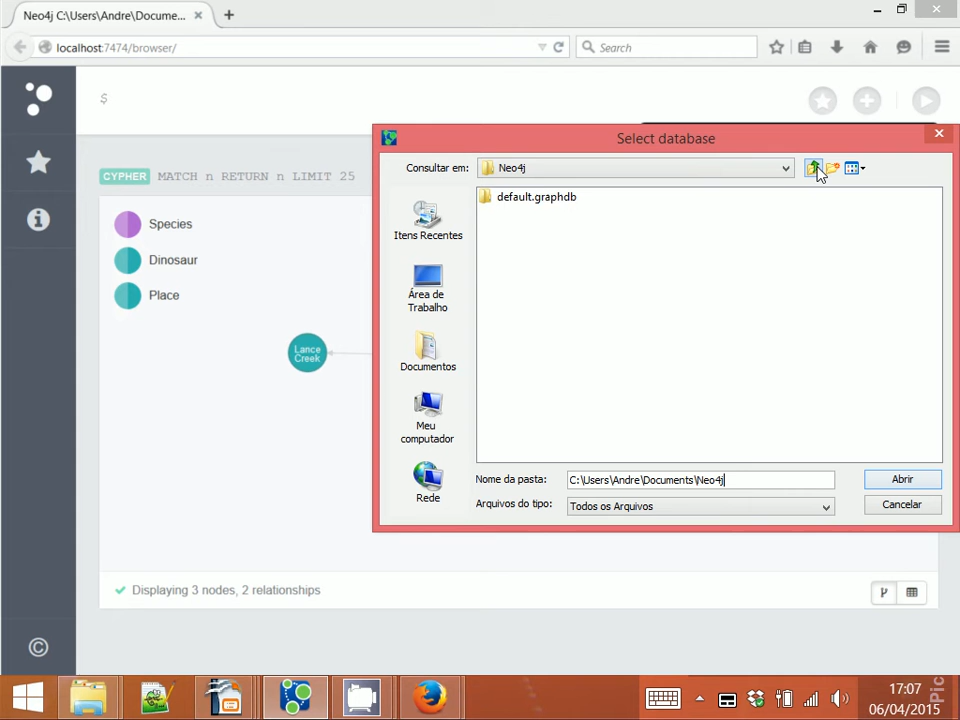 Neo4j C:\Users\Andre\Docume...
localhost:7474/browser/
Search
$
CYPHER MATCH n RETURN n LIMIT 25
Species
Dinosaur
Place
Lance
Creek
Displaying 3 nodes, 2 relationships
©
Select database
Consultar em:
Neo4j
default.graphdb
Itens Recentes
Área de
Trabalho
Documentos
Meu
computador
Rede
Nome da pasta:
C:\Users\Andre\Documents\Neo4j
Abrir
Arquivos do tipo:
Todos os Arquivos
Cancelar
17:07
06/04/2015
Pic